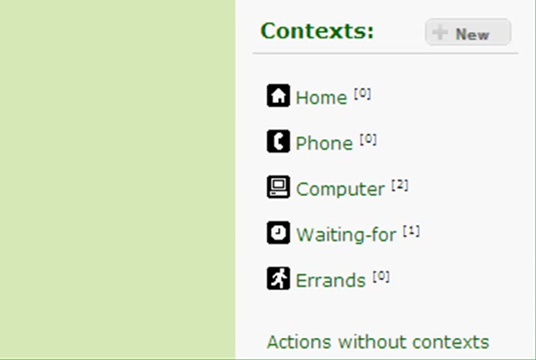 Contexts:
New
Home [0]
Phone [0]
Computer [2]
Waiting-for [1]
Errands [0]
Actions without contexts